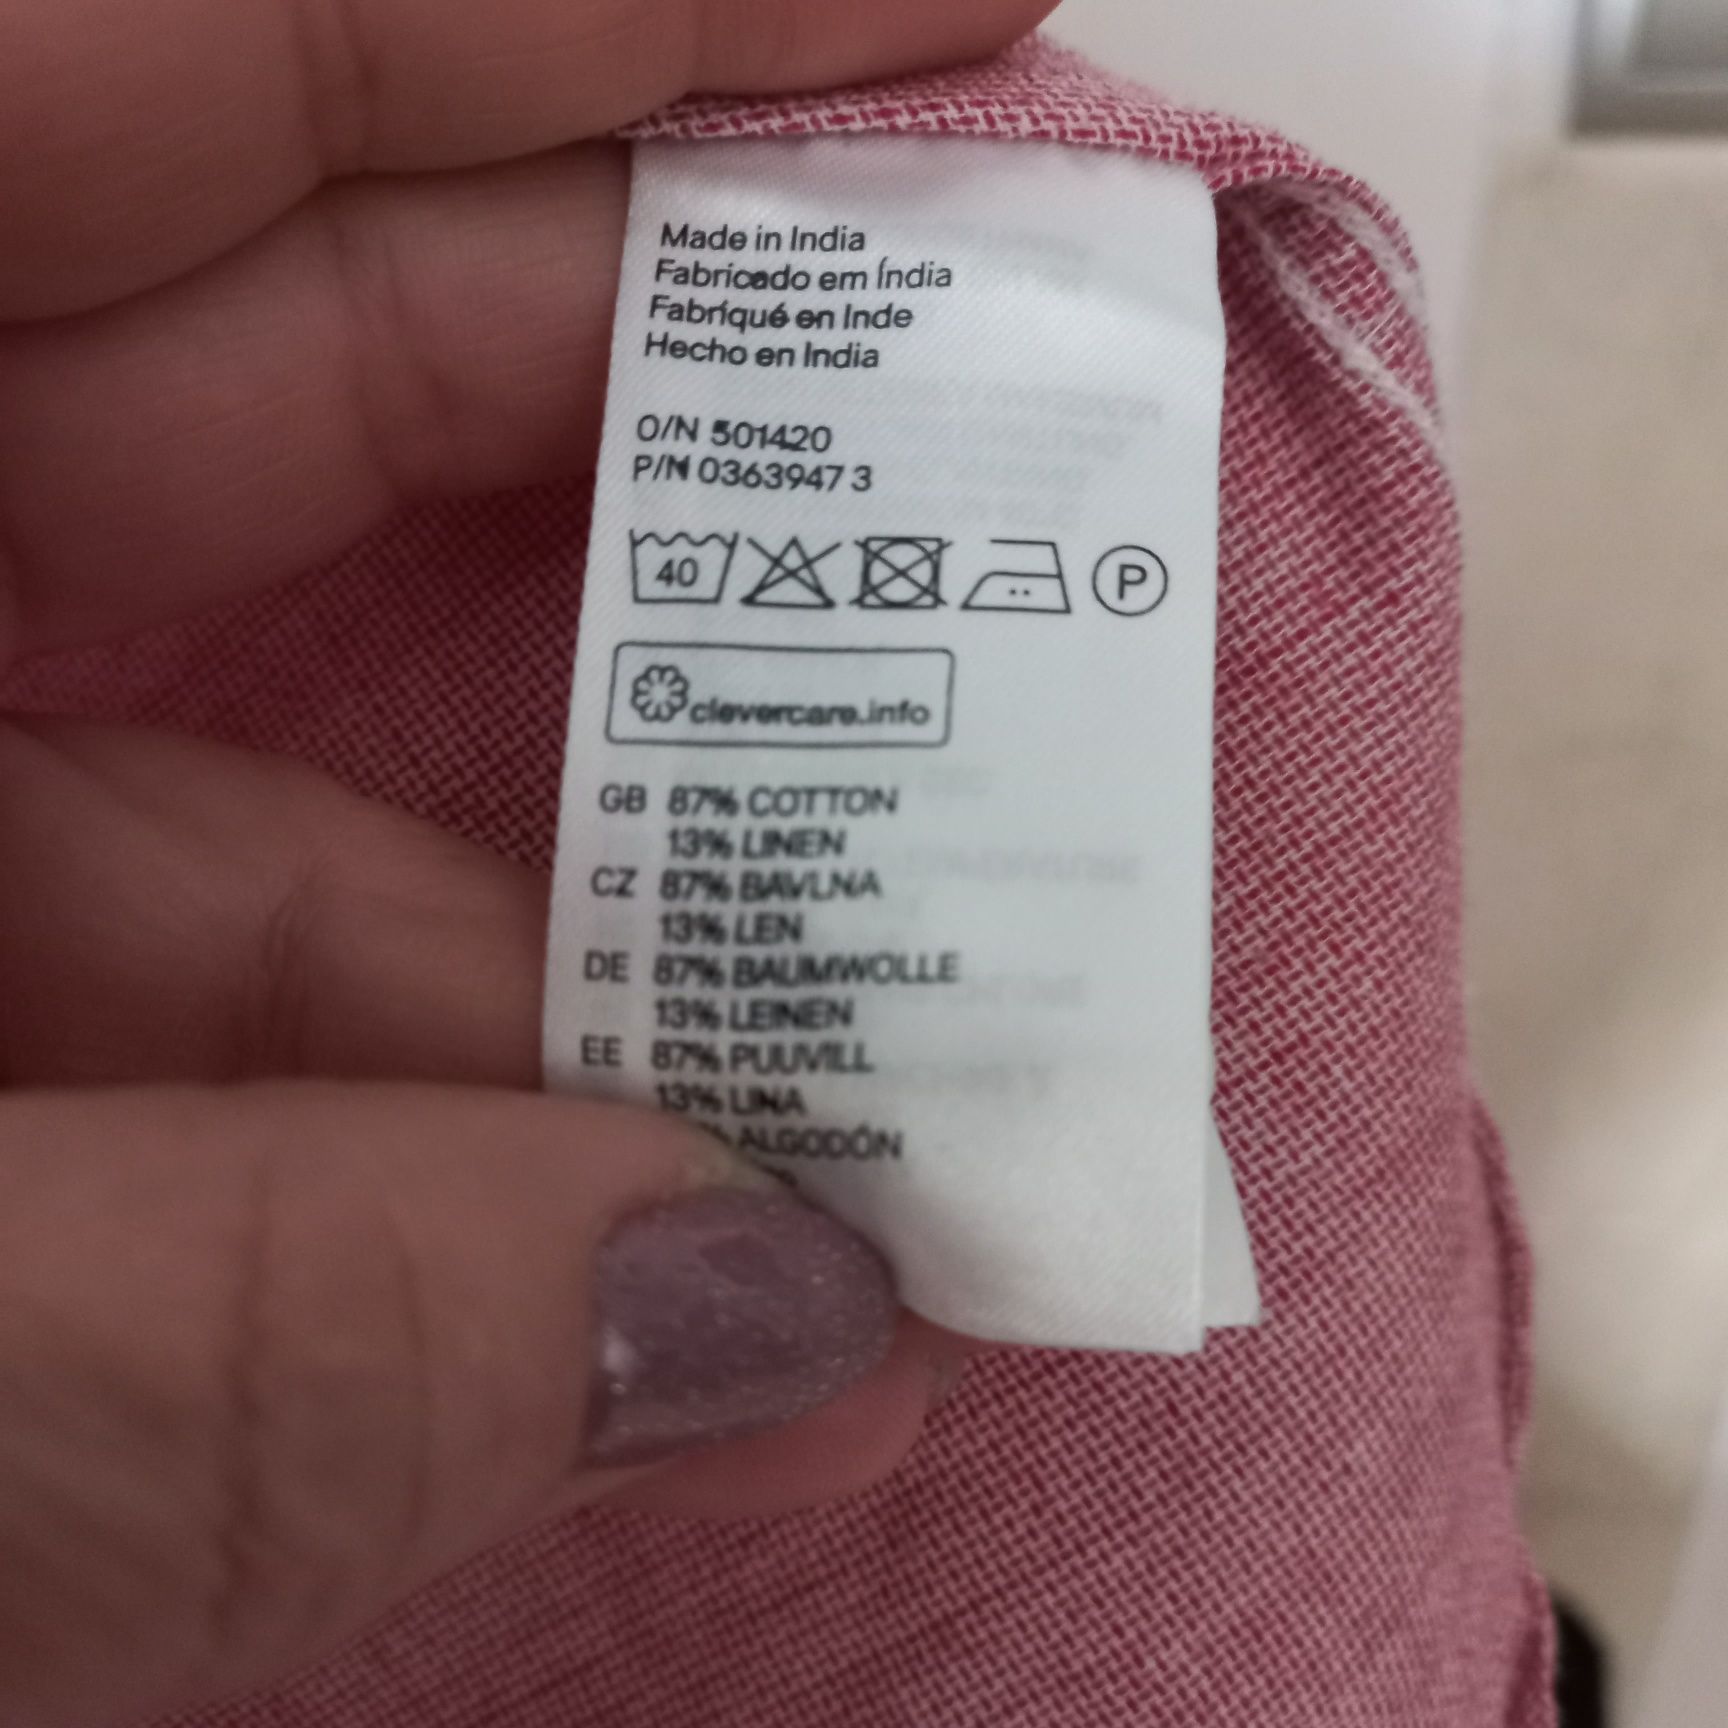 Made in India
Fabricado em Índia
Fabriqué en Inde
Hecho en India
O/N 501420
P/N 0363947 3
40
P
clevercare.info
GB 87% COTTON
13% LINEN
CZ 87% BAVLNA
13% LEN
DE 87% BAUMWOLLE
13% LEINEN
EE 87% PUUVILL
13% LINA
ALGODÓN